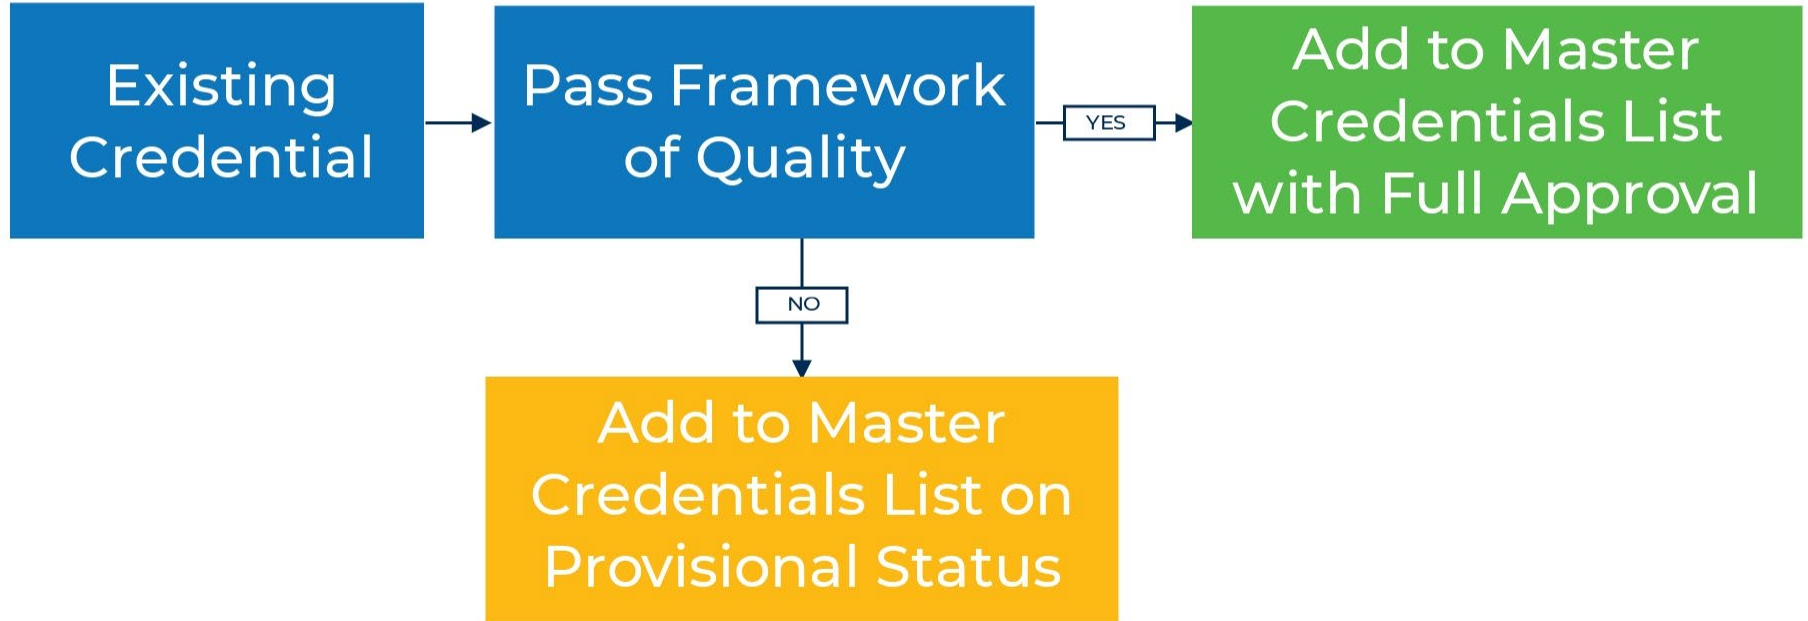 Existing
Credential
Pass Framework
of Quality
YES
Add to Master
Credentials List
with Full Approval
NO
Add to Master
Credentials List on
Provisional Status